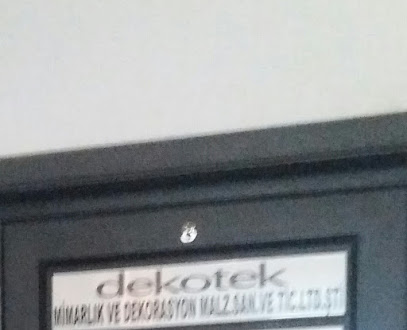 dekotek
MİMARLIK VE DEKORASYON MALZ.SAN.VE TİC.LTD.ŞTİ